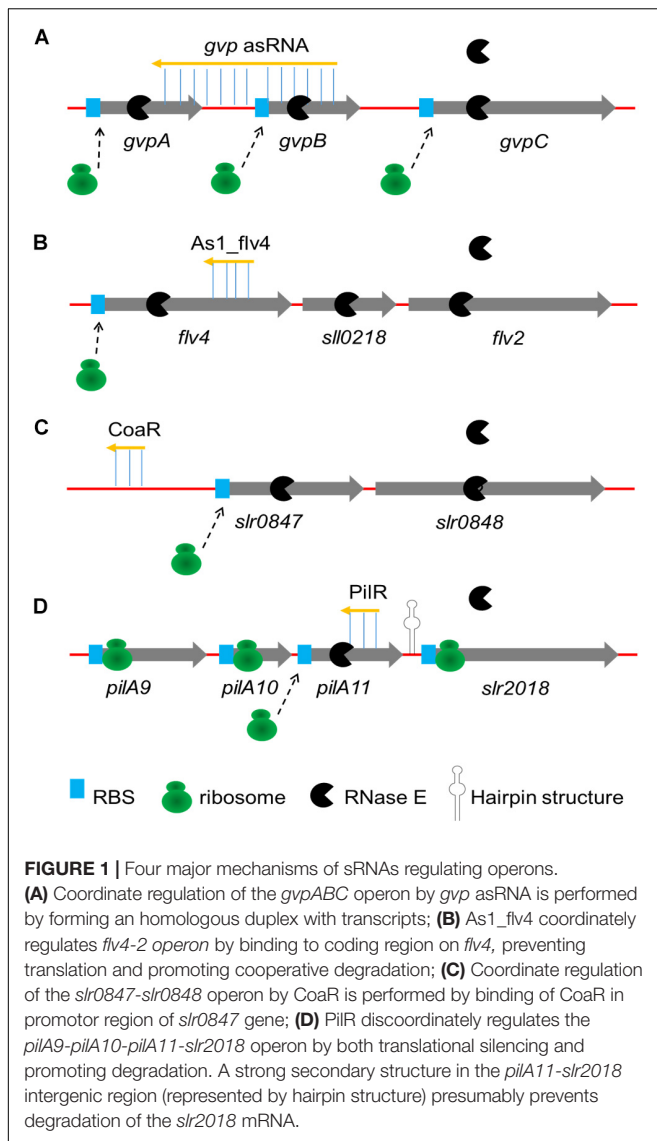 A
gvp asRNA
gvpA
gvpB
gvpC
B
As1_flv4
flv4
sll0218
flv2
C
CoaR
slr0847
slr0848
D
PilR
pilA9
pilA10
pilA11
slr2018
RBS
ribosome
RNase E
Hairpin structure
FIGURE 1 | Four major mechanisms of sRNAs regulating operons.
(A) Coordinate regulation of the gvpABC operon by gvp asRNA is performed
by forming an homologous duplex with transcripts; (B) As1_flv4 coordinately
regulates flv4-2 operon by binding to coding region on flv4, preventing
translation and promoting cooperative degradation; (C) Coordinate regulation
of the slr0847-slr0848 operon by CoaR is performed by binding of CoaR in
promotor region of slr0847 gene; (D) PilR discoordinately regulates the
pilA9-pilA10-pilA11-slr2018 operon by both translational silencing and
promoting degradation. A strong secondary structure in the pilA11-slr2018
intergenic region (represented by hairpin structure) presumably prevents
degradation of the slr2018 mRNA.